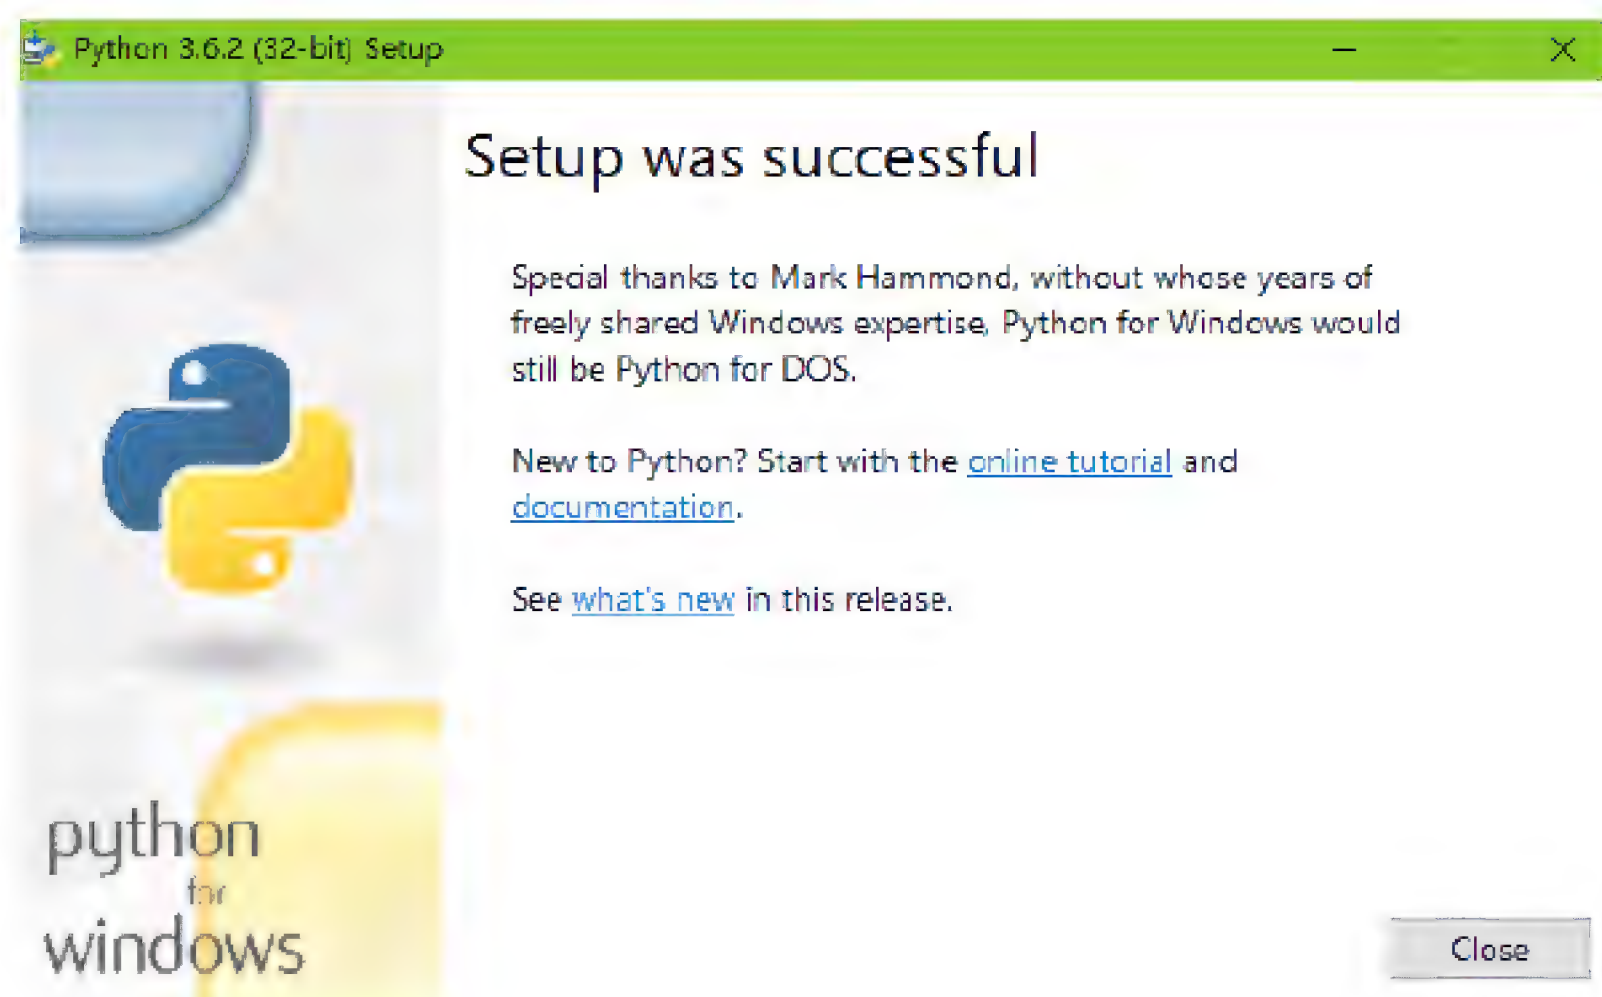 Python 3.6.2 (32-bit) Setup
Setup was successful
Special thanks to Mark Hammond, without whose years of
freely shared Windows expertise, Python for Windows would
still be Python for DOS.
New to Python? Start with the online tutorial and
documentation.
See what's new in this release.
python
for
windows
Close